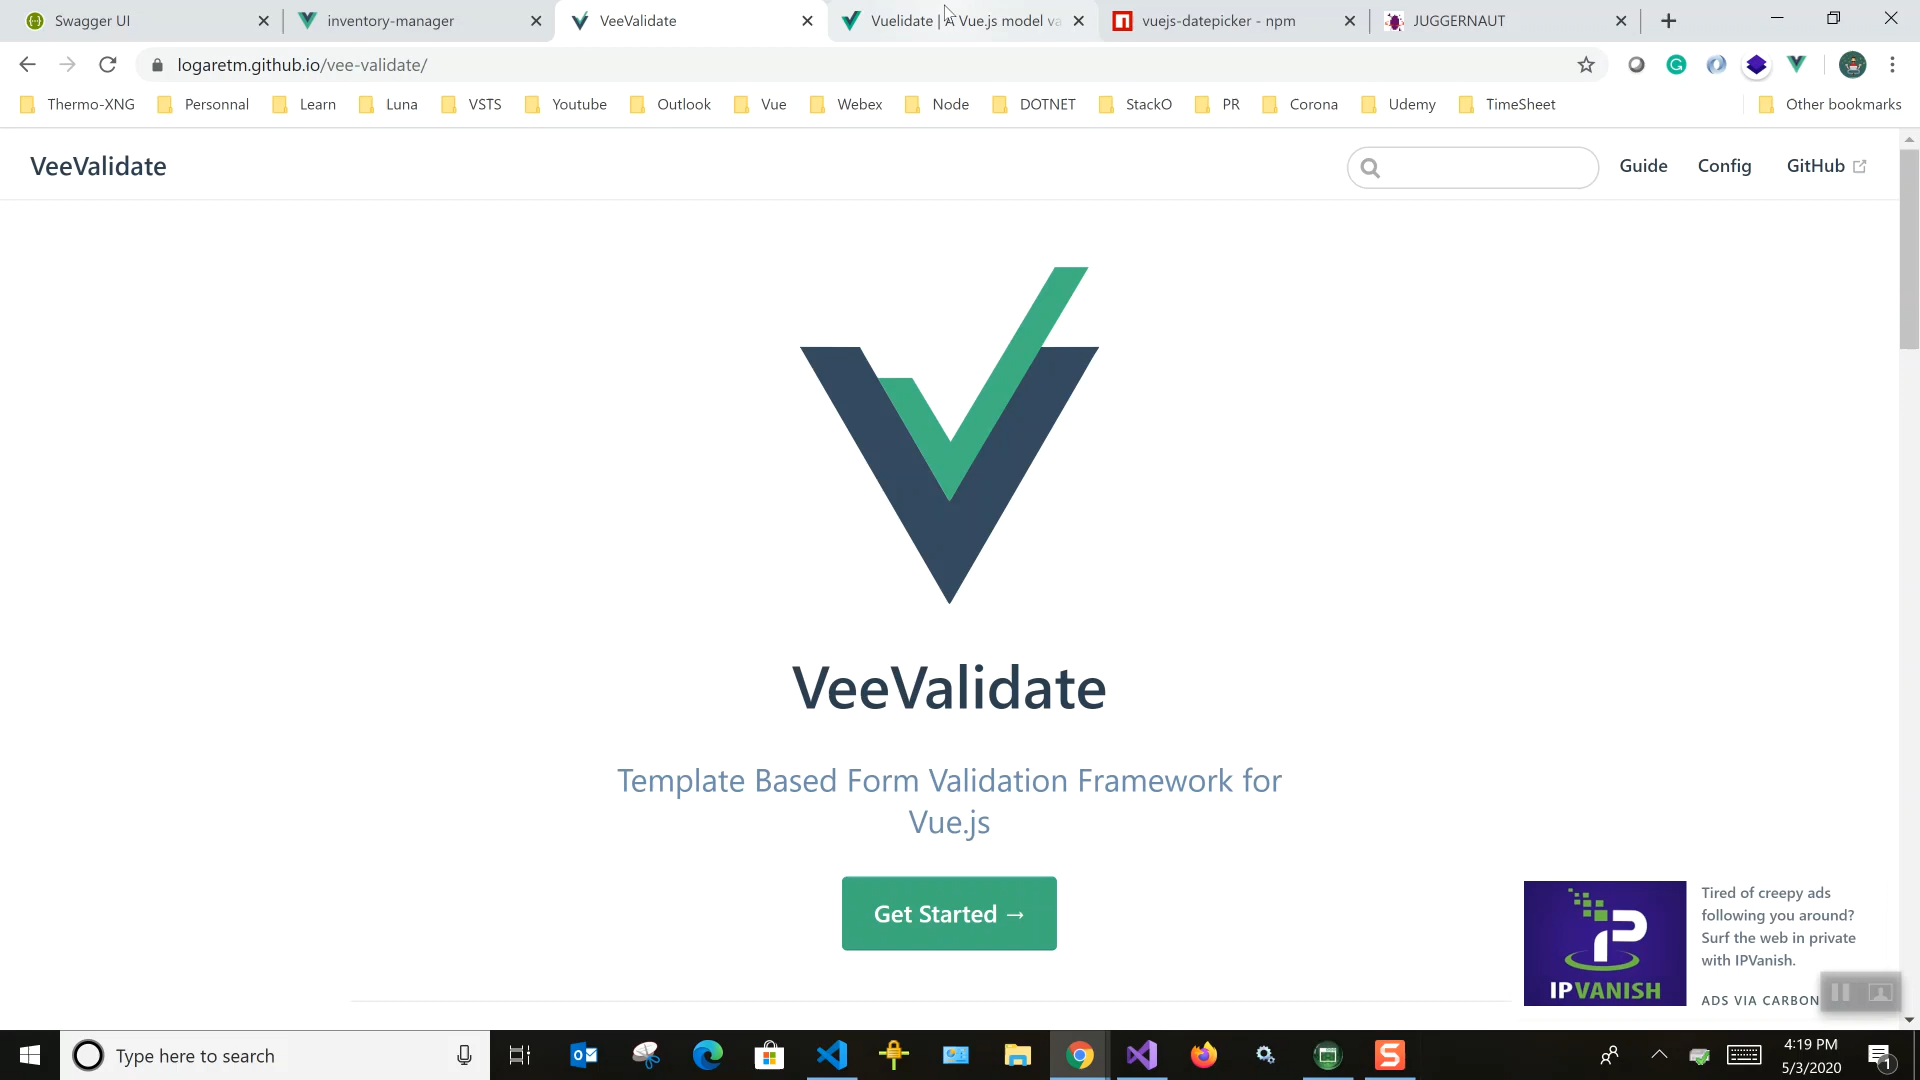 Swagger UI
inventory-manager
VeeValidate
Vuelidate | A Vue.js model va
vuejs-datepicker - npm
JUGGERNAUT
logaretm.github.io/vee-validate/
Thermo-XNG
Personnal
Learn
Luna
VSTS
Youtube
Outlook
Vue
Webex
Node
DOTNET
StackO
PR
Corona
Udemy
TimeSheet
Other bookmarks
VeeValidate
Guide
Config
GitHub
VeeValidate
Template Based Form Validation Framework for
Vue.js
Get Started →
IPVANISH
Tired of creepy ads
following you around?
Surf the web in private
with IPVanish.
ADS VIA CARBON
Type here to search
4:19 PM
5/3/2020
1